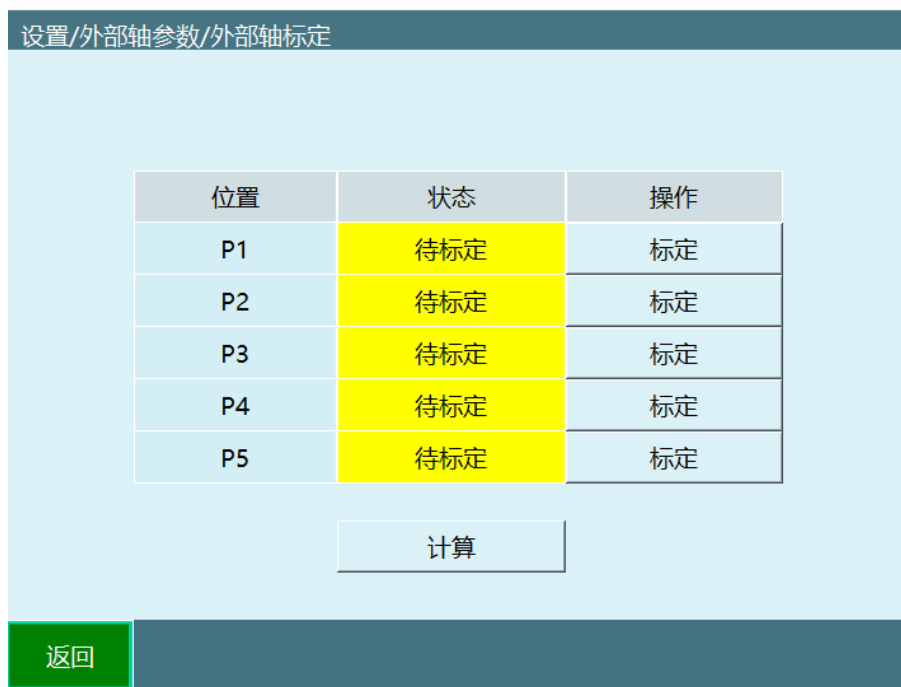 设置/外部轴参数/外部轴标定
位置 状态 操作
P1 待标定 标定
P2 待标定 标定
P3 待标定 标定
P4 待标定 标定
P5 待标定 标定
计算
返回